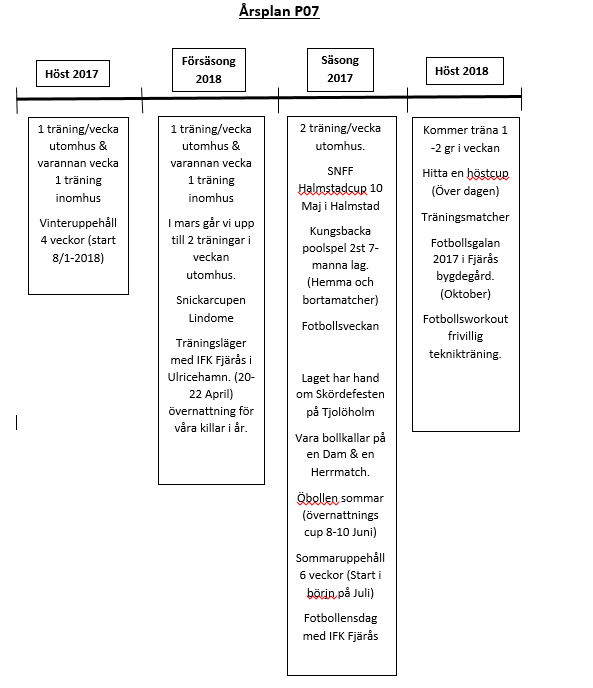 Årsplan P07
Höst 2017
Försäsong
2018
Säsong
2017
Höst 2018
1 träning/vecka
utomhus &
varannan vecka
1 träning
inomhus
Vinteruppehåll
4 veckor (start
8/1-2018)
1 träning/vecka
utomhus &
varannan vecka
1 träning
inomhus
I mars går vi upp
till 2 träningar i
veckan
utomhus.
Snickarcupen
Lindome
Träningsläger
med IFK Fjärås i
Ulricehamn. (20-
22 April)
övernattning för
våra killar i år.
2 träning/vecka
utomhus.
SNFF
Halmstadcup 10
Maj i Halmstad
Kungsbacka
poolspel 2st 7-
manna lag.
(Hemma och
bortamatcher)
Fotbollsveckan
Laget har hand
om Skördefesten
på Tjolöholm
Vara bollkallar på
en Dam & en
Herrmatch.
Öbollen sommar
(övernattnings
cup 8-10 Juni)
Sommaruppehåll
6 veckor (Start i
börjn på Juli)
Fotbollensdag
med IFK Fjärås
Kommer träna 1
-2 gr i veckan
Hitta en höstcup
(Över dagen)
Träningsmatcher
Fotbollsgalan
2017 i Fjärås
bygdegård.
(Oktober)
Fotbollsworkout
frivillig
teknikträning.